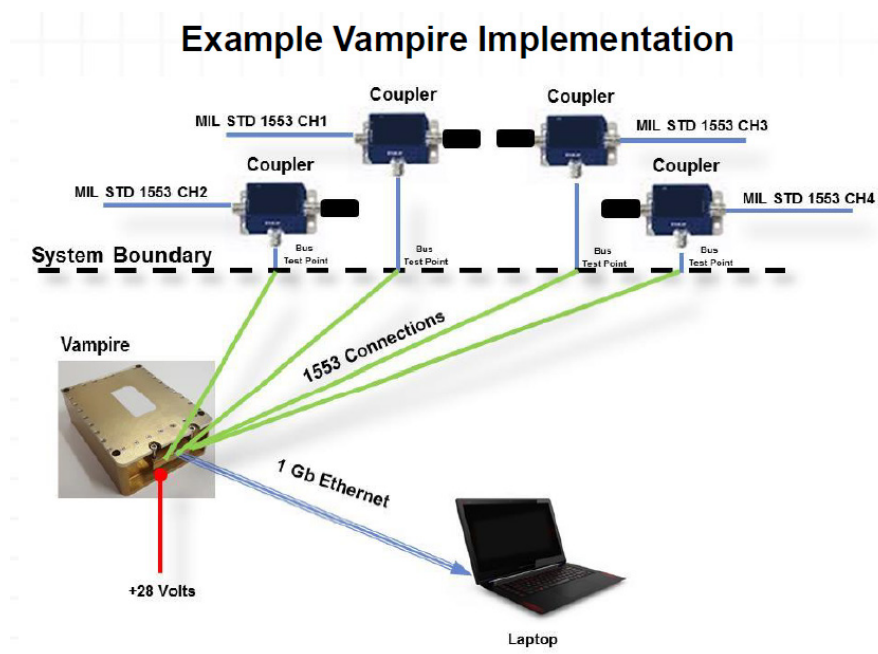 Example Vampire Implementation
Coupler
Coupler
MIL STD 1553 CH1
MIL STD 1553 CH3
Coupler
Coupler
MIL STD 1553 CH2
MIL STD 1553 CH4
System Boundary
Bus
Test Point
Bus
Test Point
Bus
Test Point
Bus
Test Point
Vampire
1553 Connections
1 Gb Ethernet
+28 Volts
Laptop